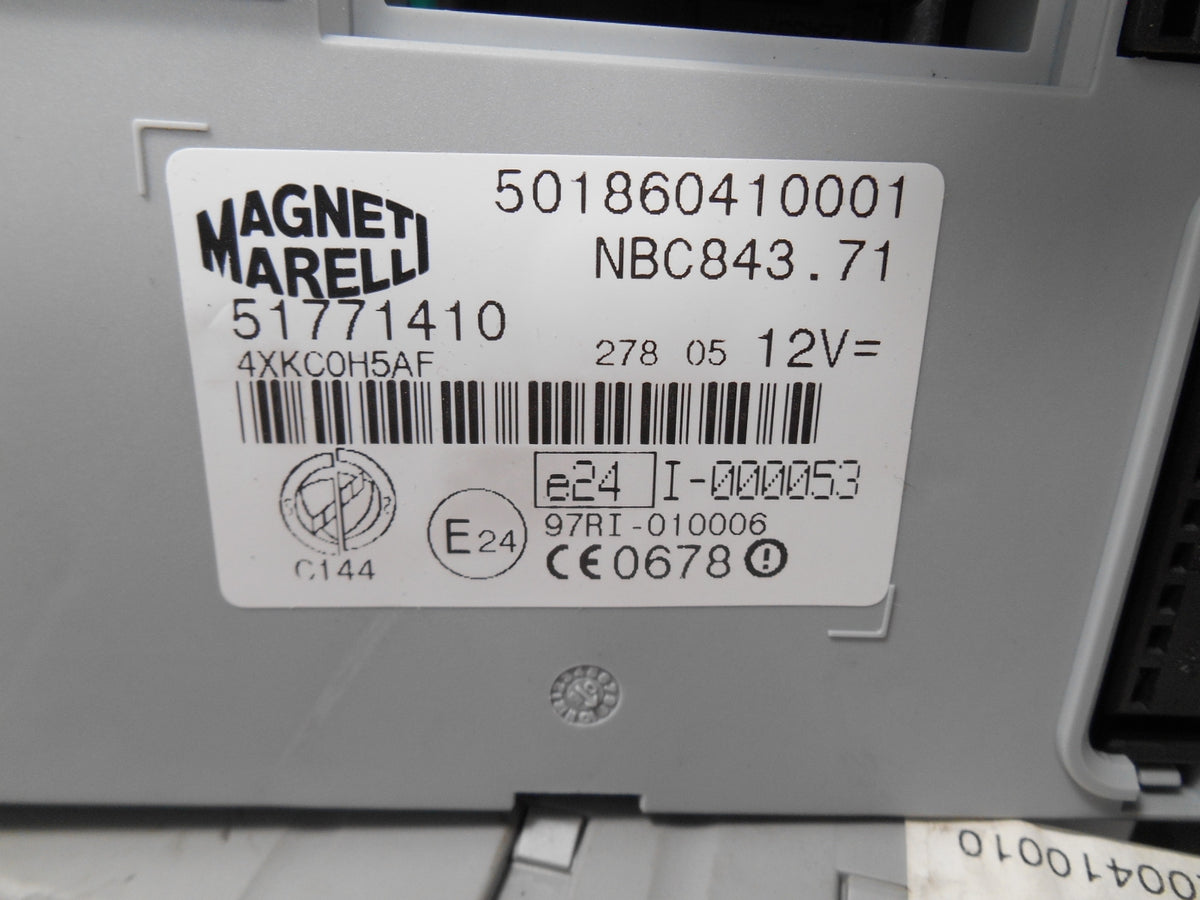 MAGNETI
MARELLI
501860410001
NBC843.71
51771410
4XKC0H5AF
278 05 12V=
e24 I-000053
97RI-010006
E24
CE0678
C144
00410010